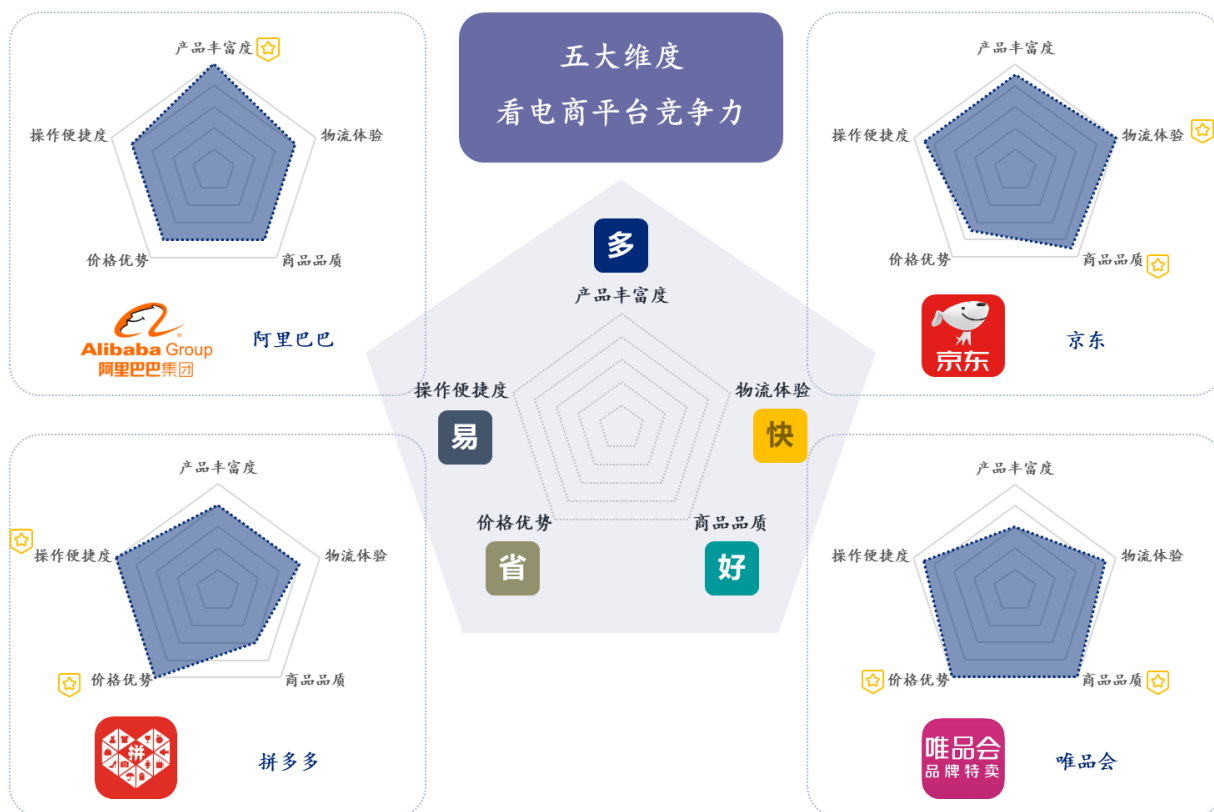 五大维度
看电商平台竞争力
产品丰富度
操作便捷度
物流体验
价格优势
商品品质
Alibaba Group
阿里巴巴集团
阿里巴巴
产品丰富度
操作便捷度
物流体验
价格优势
商品品质
京东
京东
多
产品丰富度
操作便捷度
物流体验
易
快
价格优势
商品品质
省
好
产品丰富度
操作便捷度
物流体验
价格优势
商品品质
拼
拼多多
产品丰富度
操作便捷度
物流体验
价格优势
商品品质
唯品会
品牌特卖
唯品会